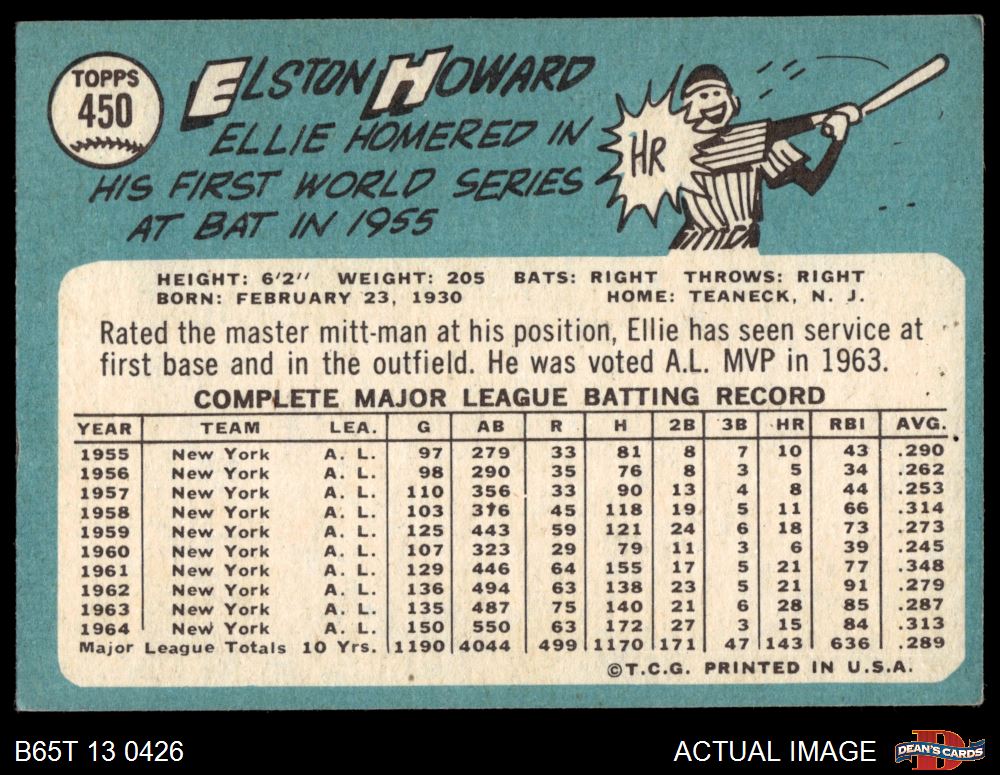 TOPPS
450
ELSTON HOWARD
ELLIE HOMERED IN
HIS FIRST WORLD SERIES
AT BAT IN 1955
HR
HEIGHT: 6'2" WEIGHT: 205 BATS: RIGHT THROWS: RIGHT
BORN: FEBRUARY 23, 1930 HOME: TEANECK, N. J.
Rated the master mitt-man at his position, Ellie has seen service at
first base and in the outfield. He was voted A.L. MVP in 1963.
COMPLETE MAJOR LEAGUE BATTING RECORD
YEAR TEAM LEA. G AB R H 2B 3B HR RBI AVG.
1955 New York A. L. 97 279 33 81 8 7 10 43 .290
1956 New York A. L. 98 290 35 76 8 3 5 34 .262
1957 New York A. L. 110 356 33 90 13 4 8 44 .253
1958 New York A. L. 103 376 45 118 19 5 11 66 .314
1959 New York A. L. 125 443 59 121 24 6 18 73 .273
1960 New York A. L. 107 323 29 79 11 3 6 39 .245
1961 New York A. L. 129 446 64 155 17 5 21 77 .348
1962 New York A. L. 136 494 63 138 23 5 21 91 .279
1963 New York A. L. 135 487 75 140 21 6 28 85 .287
1964 New York A. L. 150 550 63 172 27 3 15 84 .313
Major League Totals 10 Yrs. 1190 4044 499 1170 171 47 143 636 .289
©T.C.G. PRINTED IN U.S.A.
B65T 13 0426 ACTUAL IMAGE DEAN'S CARDS